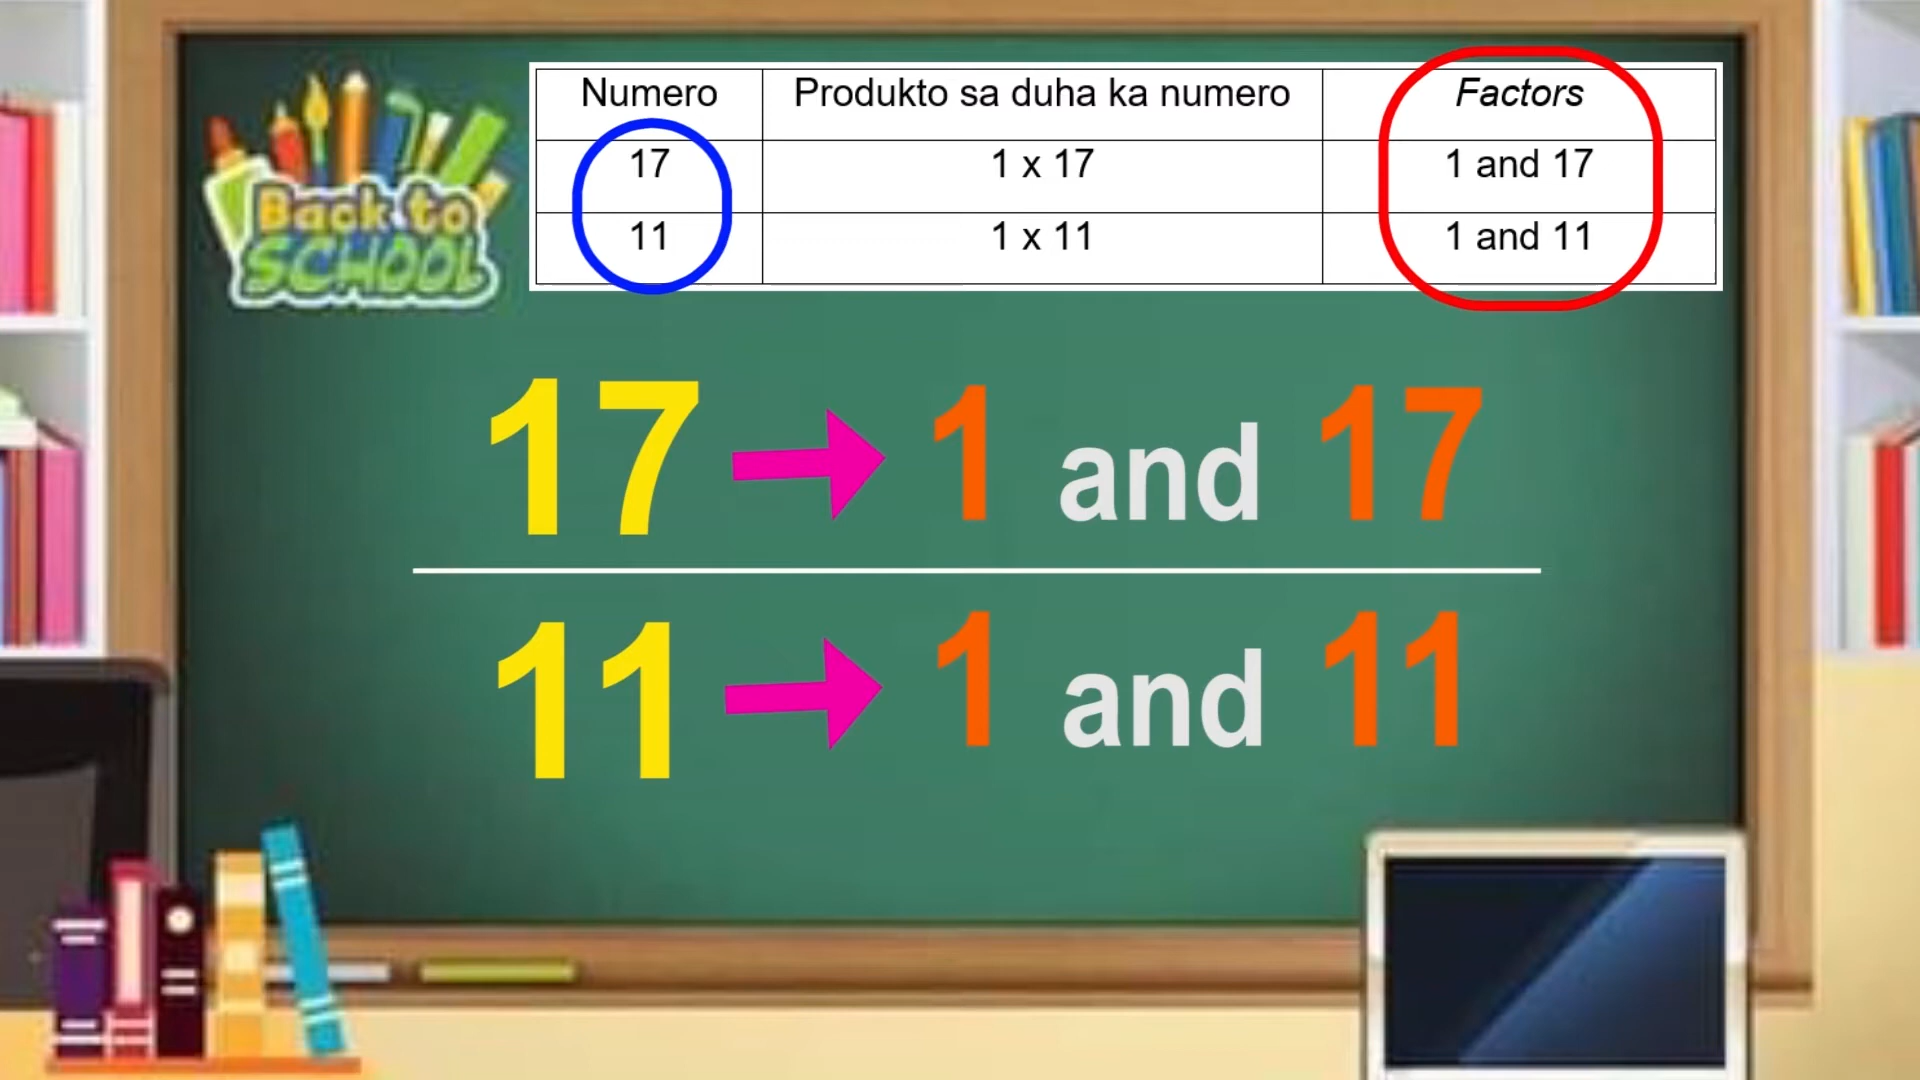 Back to
SCHOOL
Numero Produkto sa duha ka numero Factors
17 1 x 17 1 and 17
11 1 x 11 1 and 11
17 1 and 17
11 1 and 11